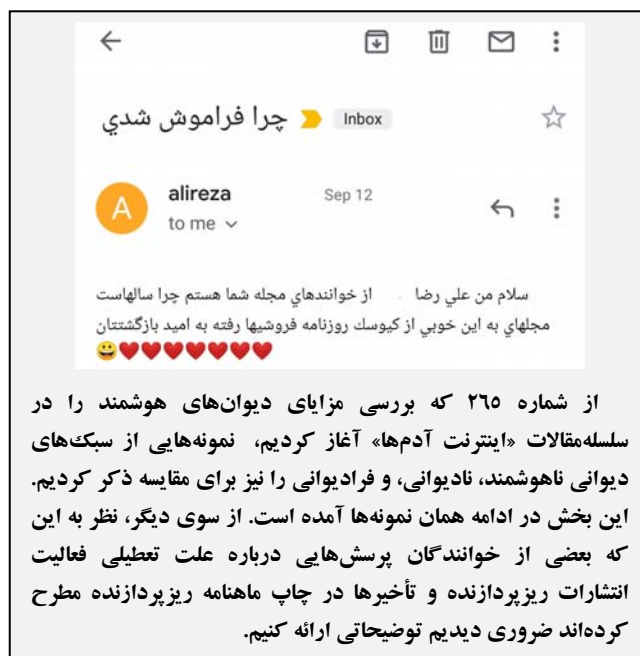 چرا فراموش شدي Inbox
alireza Sep 12
A
to me
سلام من علي رضا از خوانندهاي مجله شما هستم چرا سالهاست
مجلهاي به اين خوبي از كيوسك روزنامه فروشيها رفته به اميد بازگشتتان
😀❤❤❤❤❤❤❤
از شماره ۲۶۵ که بررسی مزایای دیوان‌های هوشمند را در
سلسله‌مقالات «اینترنت آدم‌ها» آغاز کردیم، نمونه‌هایی از سبک‌های
دیوانی ناهوشمند، نادیوانی، و فرادیوانی را نیز برای مقایسه ذکر کردیم.
این بخش در ادامه همان نمونه‌ها آمده است. از سوی دیگر، نظر به این
که بعضی از خوانندگان پرسش‌هایی درباره علت تعطیلی فعالیت
انتشارات ریزپردازنده و تأخیرها در چاپ ماهنامه ریزپردازنده مطرح
کرده‌اند ضروری دیدیم توضیحاتی ارائه کنیم.